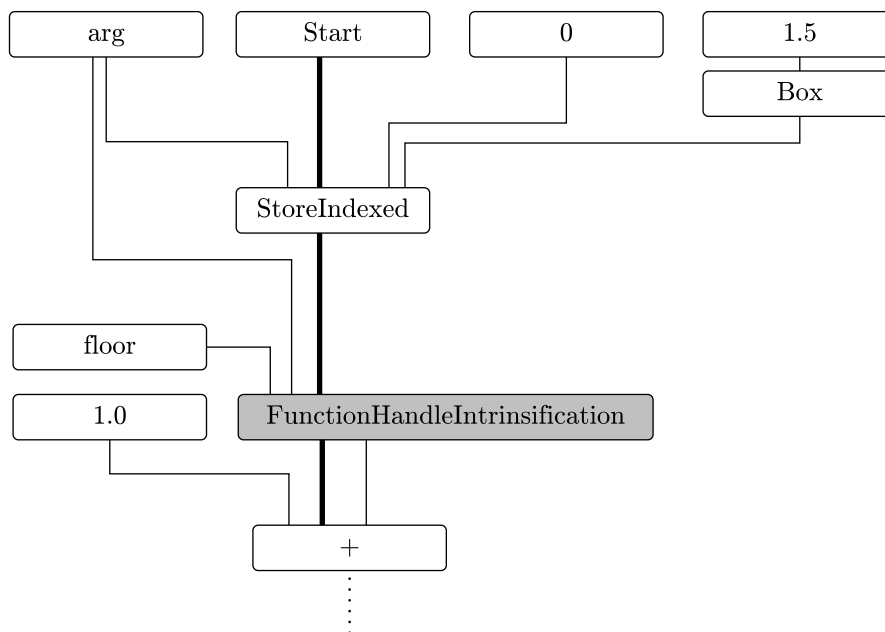 arg
Start
0
1.5
Box
StoreIndexed
floor
1.0
FunctionHandleIntrinsification
+